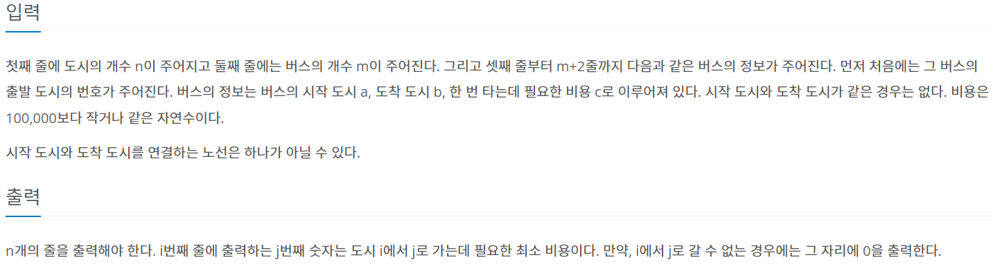 입력
첫째 줄에 도시의 개수 n이 주어지고 둘째 줄에는 버스의 개수 m이 주어진다. 그리고 셋째 줄부터 m+2줄까지 다음과 같은 버스의 정보가 주어진다. 먼저 처음에는 그 버스의
출발 도시의 번호가 주어진다. 버스의 정보는 버스의 시작 도시 a, 도착 도시 b, 한 번 타는데 필요한 비용 c로 이루어져 있다. 시작 도시와 도착 도시가 같은 경우는 없다. 비용은
100,000보다 작거나 같은 자연수이다.
시작 도시와 도착 도시를 연결하는 노선은 하나가 아닐 수 있다.
출력
n개의 줄을 출력해야 한다. i번째 줄에 출력하는 j번째 숫자는 도시 i에서 j로 가는데 필요한 최소 비용이다. 만약, i에서 j로 갈 수 없는 경우에는 그 자리에 0을 출력한다.